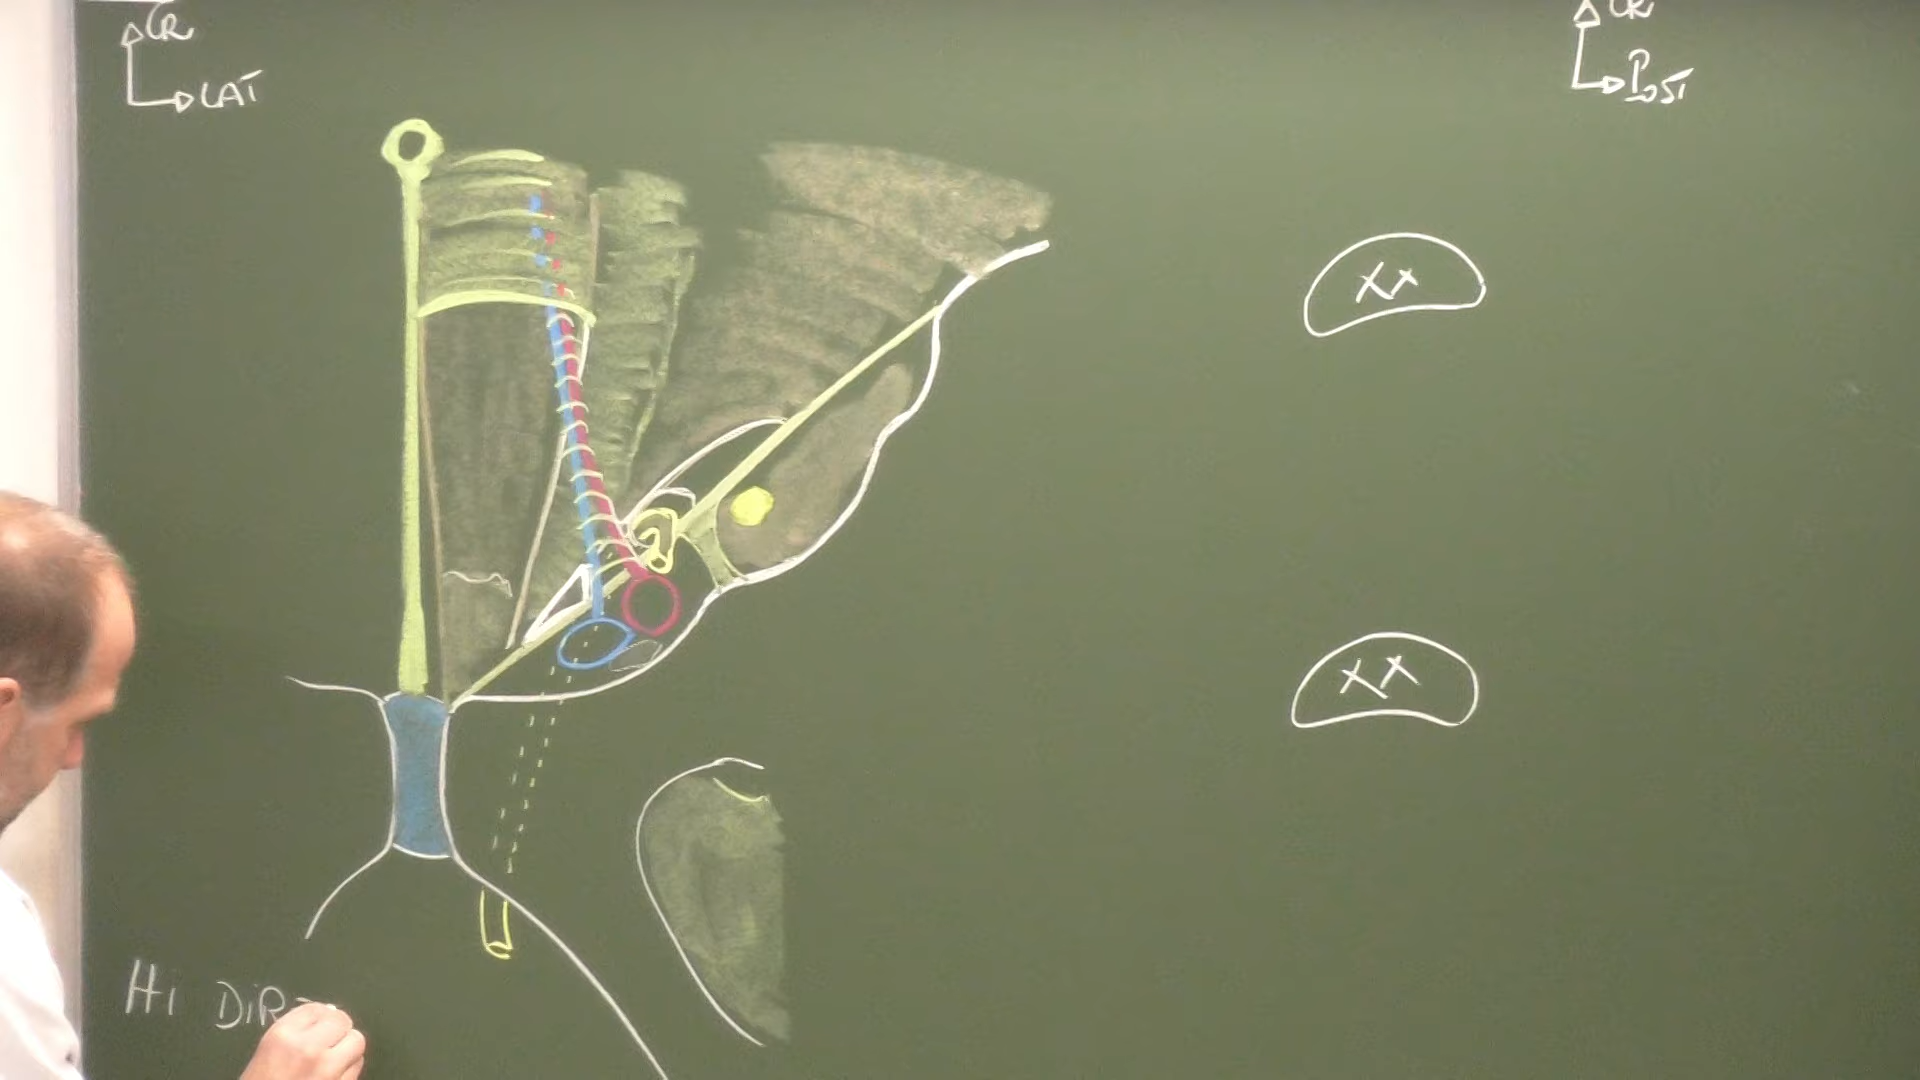 CR
LAT
CR
POST
XX
XX
Hi DiR